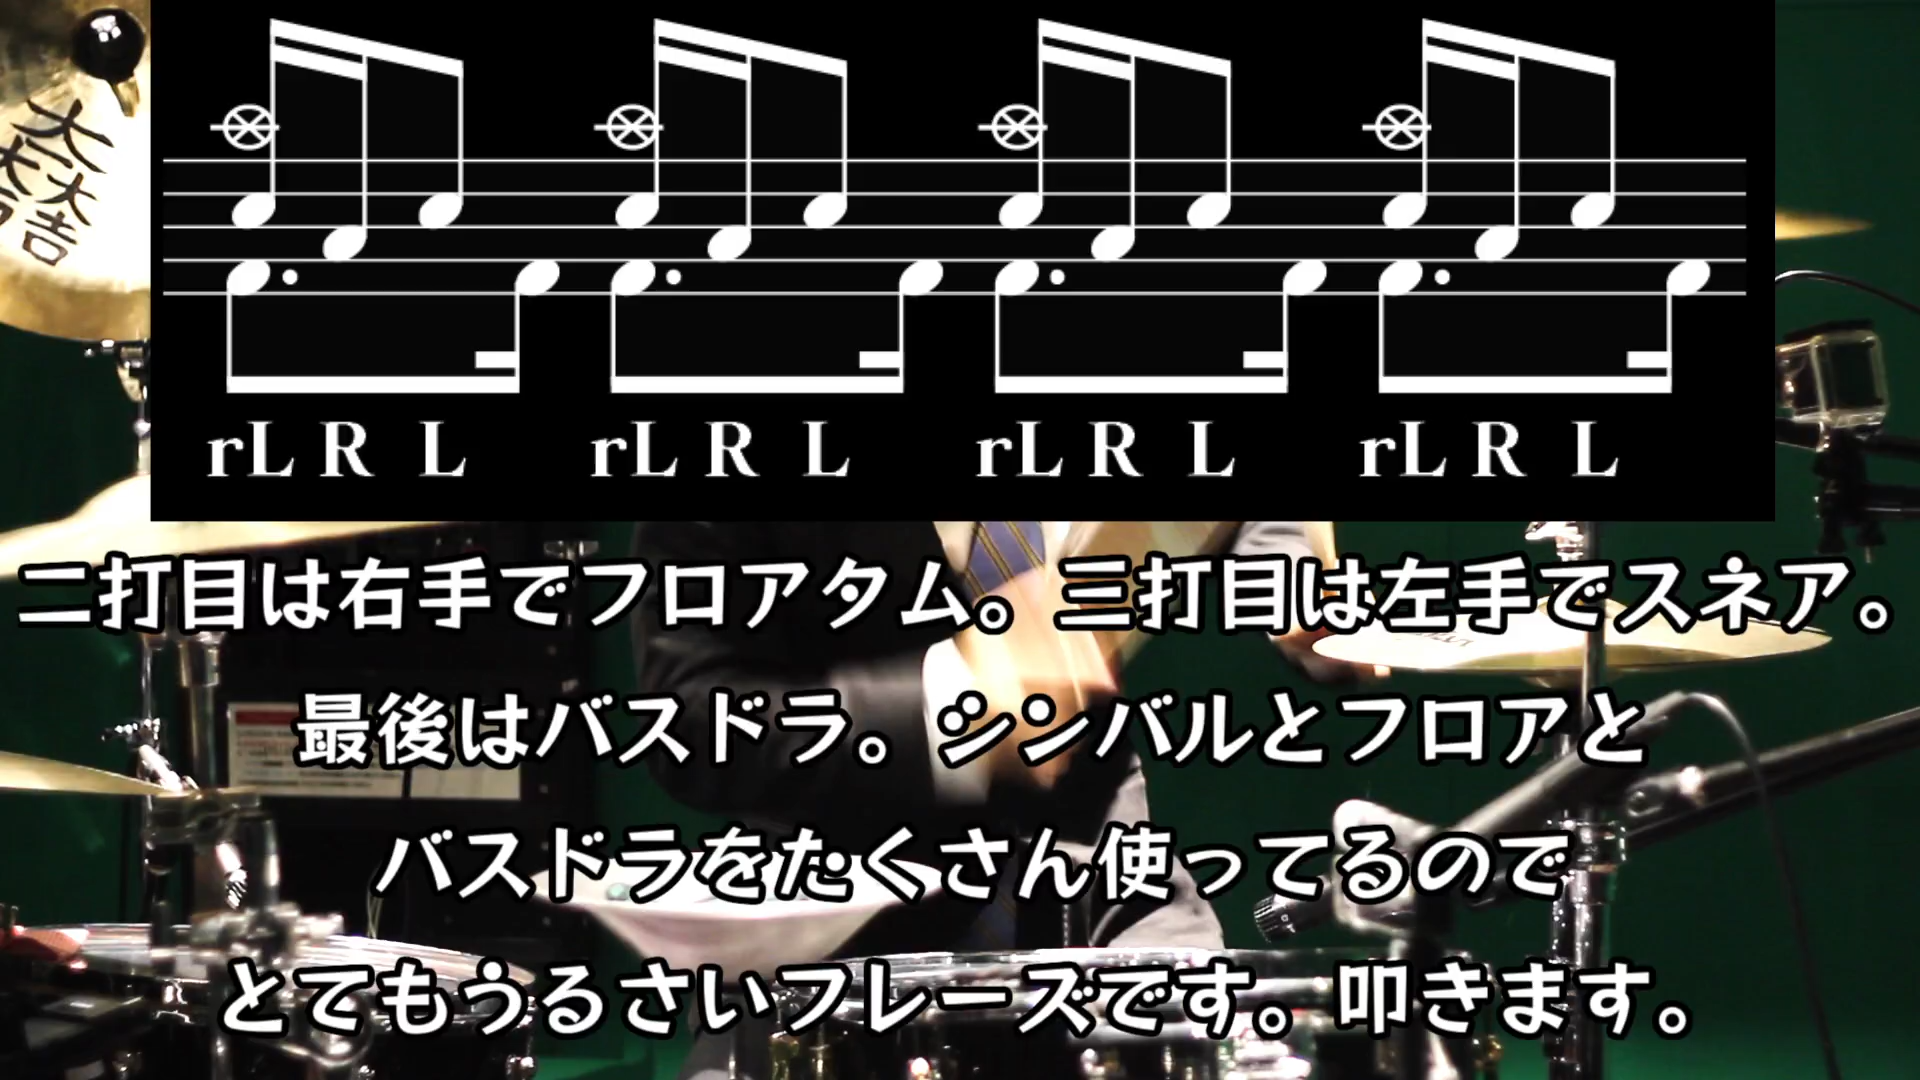 rL R L rL R L rL R L rL R L
二打目は右手でフロアタム。三打目は左手でスネア。
最後はバスドラ。シンバルとフロアと
バスドラをたくさん使ってるので
とてもうるさいフレーズです。叩きます。